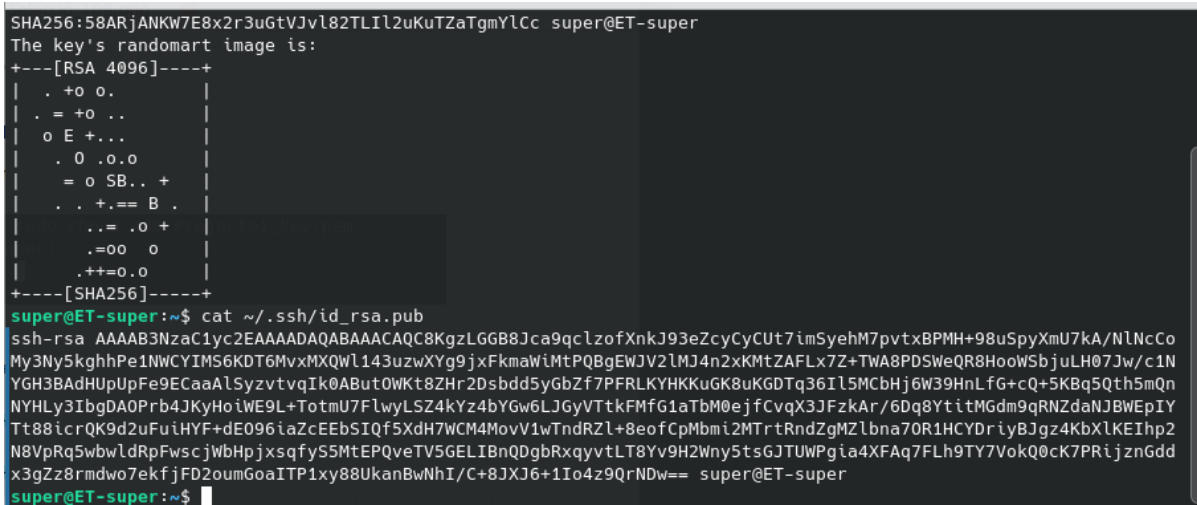 SHA256:58ARjANKW7E8x2r3uGtVJvl82TLIl2uKuTZaTgmYlCc super@ET-super
The key's randomart image is:
+---[RSA 4096]----+
|  . +o o.        |
| . = +o ..       |
|  o E +...       |
|   . O .o.o      |
|    = o SB.. +   |
|   . . +.== B .  |
|      ..= .o +   |
|      .=oo  o    |
|     .++=o.o     |
+----[SHA256]-----+
super@ET-super:~$ cat ~/.ssh/id_rsa.pub
ssh-rsa AAAAB3NzaC1yc2EAAAADAQABAAACAQC8KgzLGGB8Jca9qclzofXnkJ93eZcyCyCUt7imSyehM7pvtxBPMH+98uSpyXmU7kA/NlNcCo
My3Ny5kghhPe1NWCYIMS6KDT6MvxMXQWl143uzwXYg9jxFkmaWiMtPQBgEWJV2lMJ4n2xKMtZAFLx7Z+TWA8PDSWeQR8HooWSbjuLH07Jw/c1N
YGH3BAdHUpUpFe9ECaaAlSyzvtvqIk0AButOWKt8ZHr2Dsbdd5yGbZf7PFRLKYHKKuGK8uKGDTq36Il5MCbHj6W39HnLfG+cQ+5KBq5Qth5mQn
NYHLy3IbgDAOPrb4JKyHoiWE9L+TotmU7FlwyLSZ4kYz4bYGw6LJGyVTtkFMfG1aTbM0ejfCvqX3JFzkAr/6Dq8YtitMGdm9qRNZdaNJBWEpIY
Tt88icrQK9d2uFuiHYF+dEO96iaZcEEbSIQf5XdH7WCM4MovV1wTndRZl+8eofCpMbmi2MTrtRndZgMZlbna7OR1HCYDriyBJgz4KbXlKEIhp2
N8VpRq5wbwldRpFwscjWbHpjxsqfyS5MtEPQveTV5GELIBnQDgbRxqyvtLT8Yv9H2Wny5tsGJTUWPgia4XFAq7FLh9TY7VokQ0cK7PRijznGdd
x3gZz8rmdwo7ekfjFD2oumGoaITP1xy88UkanBwNhI/C+8JXJ6+1Io4z9QrNDw== super@ET-super
super@ET-super:~$